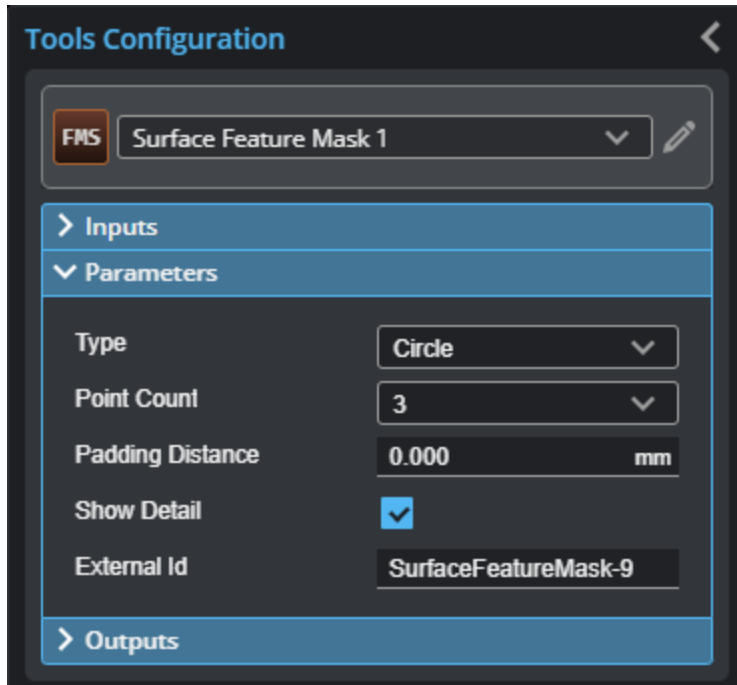 Tools Configuration
FMS Surface Feature Mask 1
Inputs
Parameters
Type Circle
Point Count 3
Padding Distance 0.000 mm
Show Detail
External Id SurfaceFeatureMask-9
Outputs